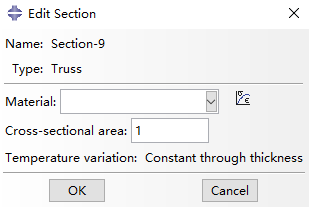 Edit Section
Name: Section-9
Type: Truss
Material:
σ
ε
Cross-sectional area: 1
Temperature variation: Constant through thickness
OK Cancel